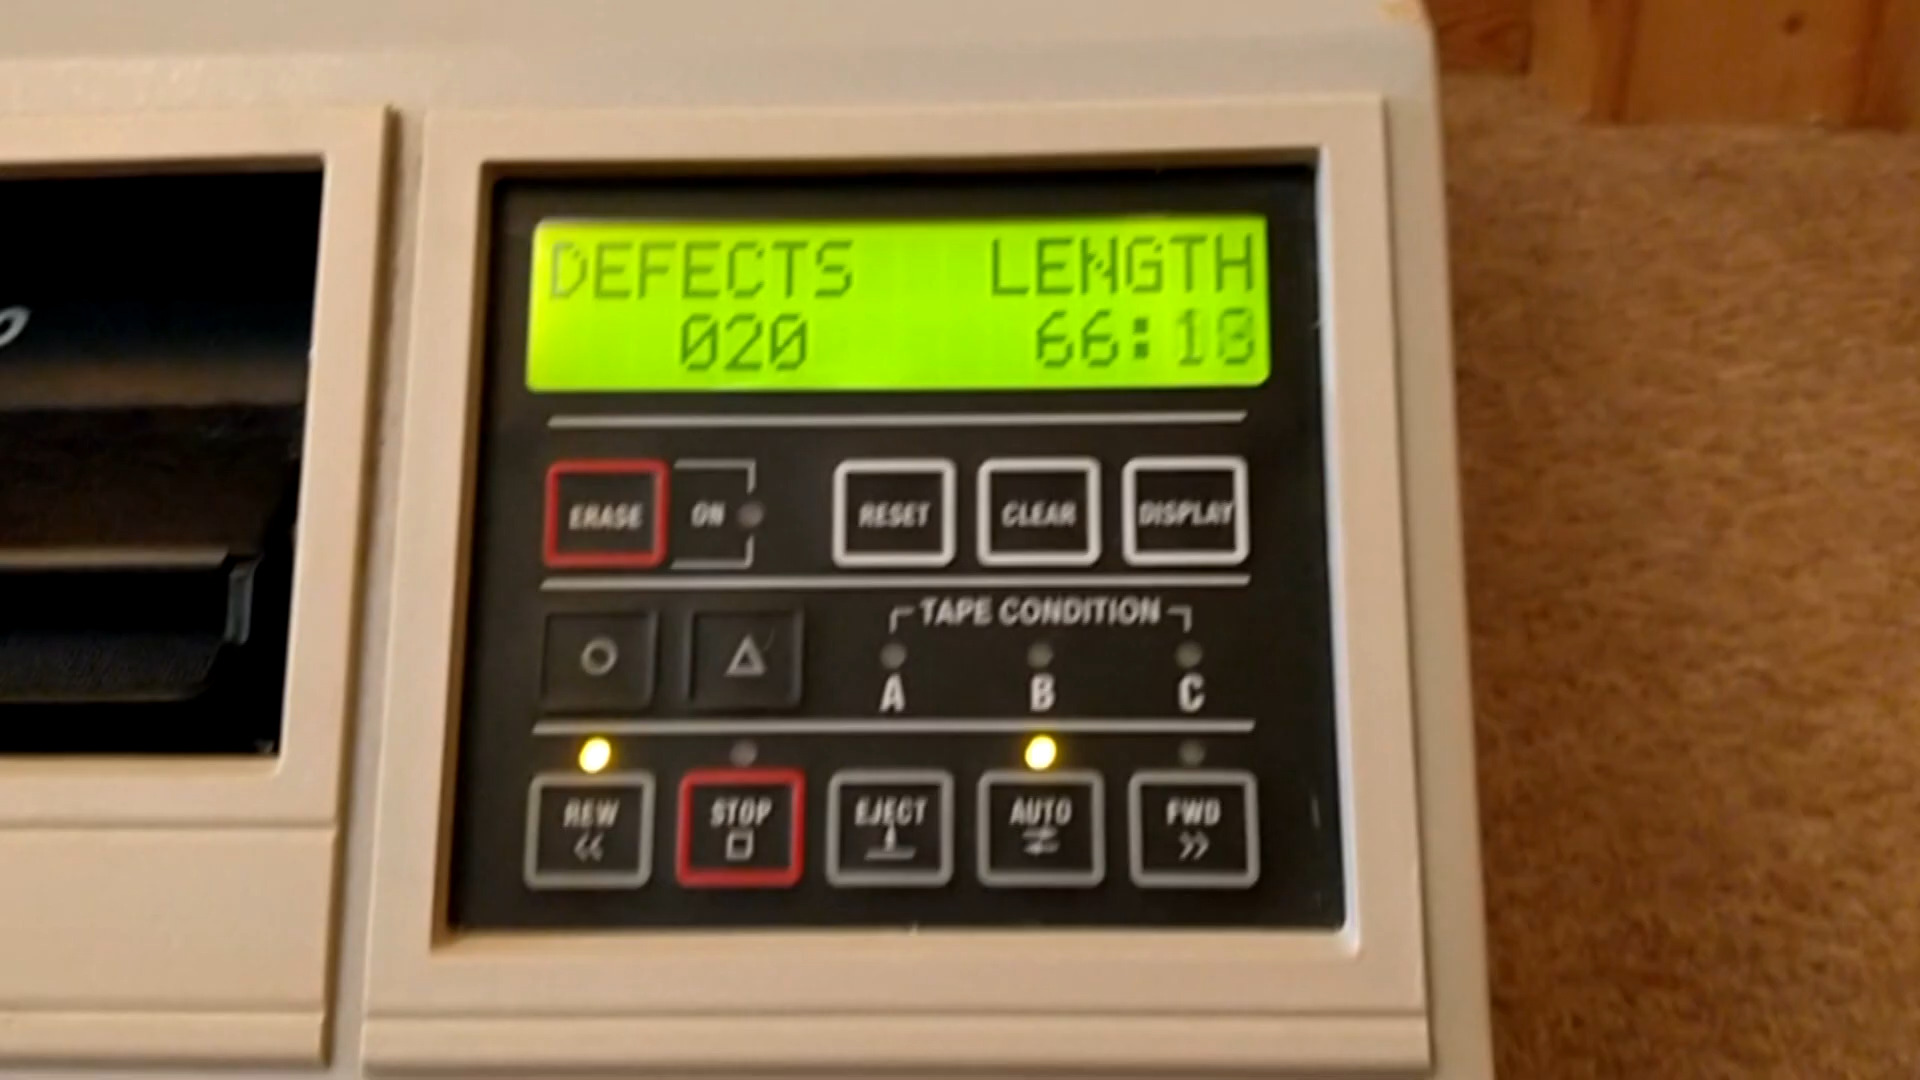 DEFECTS LENGTH
020 66:18
ERASE ON RESET CLEAR DISPLAY
TAPE CONDITION
A B C
REW STOP EJECT AUTO FWD